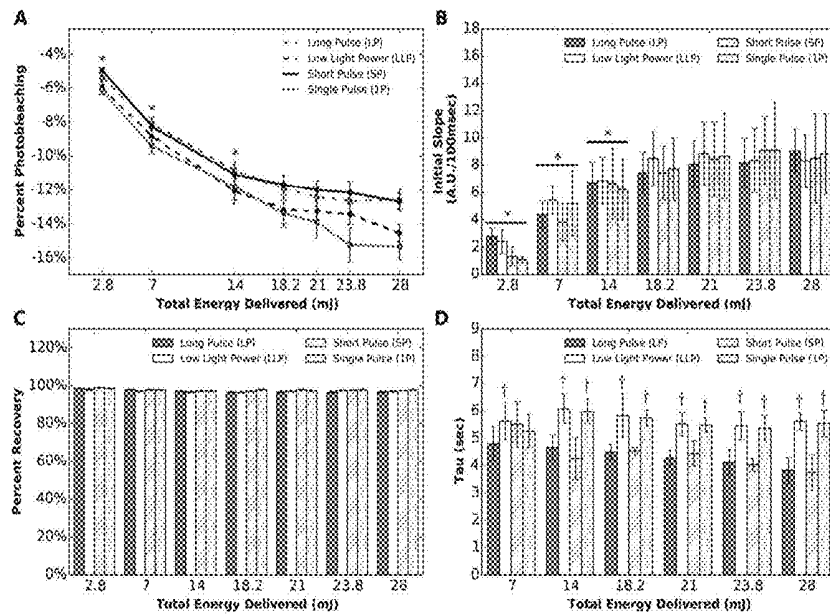 A
Percent Photobleaching
-4%
-6%
-8%
-10%
-12%
-14%
-16%
Long Pulse (LP)
Low Light Power (LLP)
Short Pulse (SP)
Single Pulse (1P)
2.8 7 14 18.2 21 23.8 28
Total Energy Delivered (mJ)
B
Initial Slope
(A.U./100msec)
18
16
14
12
10
8
6
4
2
0
Long Pulse (LP) Short Pulse (SP)
Low Light Power (LLP) Single Pulse (1P)
* * *
2.8 7 14 18.2 21 23.8 28
Total Energy Delivered (mJ)
C
Percent Recovery
120%
100%
80%
60%
40%
20%
0%
Long Pulse (LP) Short Pulse (SP)
Low Light Power (LLP) Single Pulse (1P)
2.8 7 14 18.2 21 23.8 28
Total Energy Delivered (mJ)
D
Tau (sec)
9
8
7
6
5
4
3
2
1
0
Long Pulse (LP) Short Pulse (SP)
Low Light Power (LLP) Single Pulse (1P)
† † † † † † † † † † †
7 14 18.2 21 23.8 28
Total Energy Delivered (mJ)